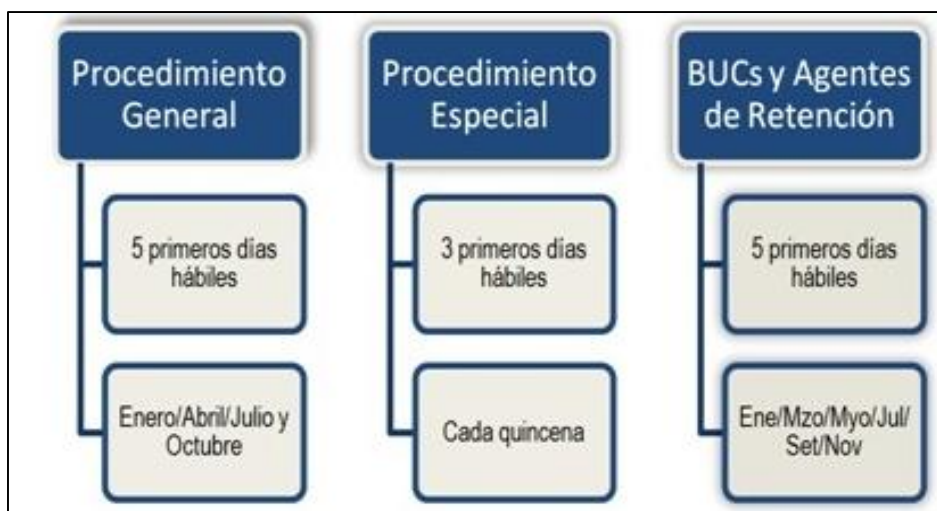 Procedimiento
General
5 primeros días
hábiles
Enero/Abril/Julio y
Octubre
Procedimiento
Especial
3 primeros días
hábiles
Cada quincena
BUCs y Agentes
de Retención
5 primeros días
hábiles
Ene/Mzo/Myo/Jul/
Set/Nov